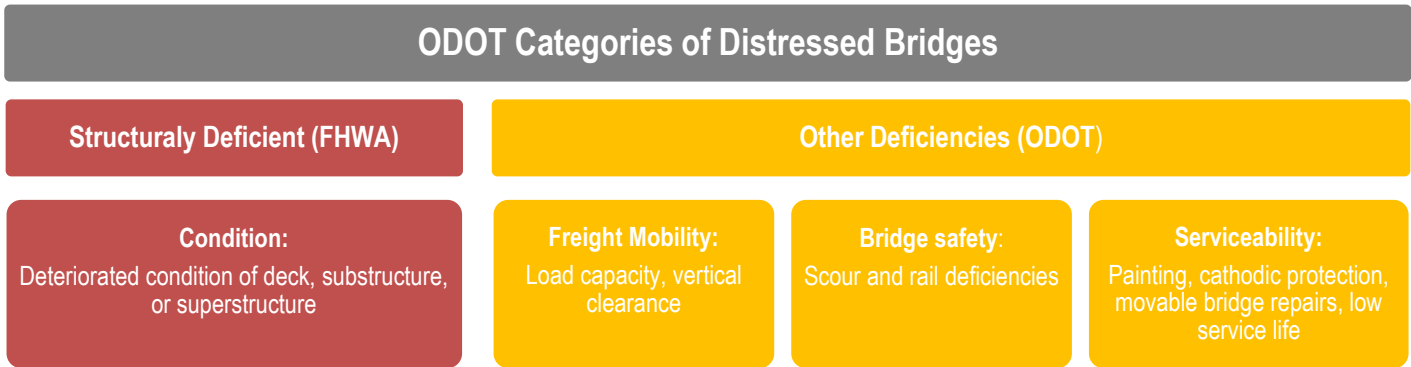 ODOT Categories of Distressed Bridges
Structuraly Deficient (FHWA)
Other Deficiencies (ODOT)
Condition:
Deteriorated condition of deck, substructure,
or superstructure
Freight Mobility:
Load capacity, vertical
clearance
Bridge safety:
Scour and rail deficiencies
Serviceability:
Painting, cathodic protection,
movable bridge repairs, low
service life